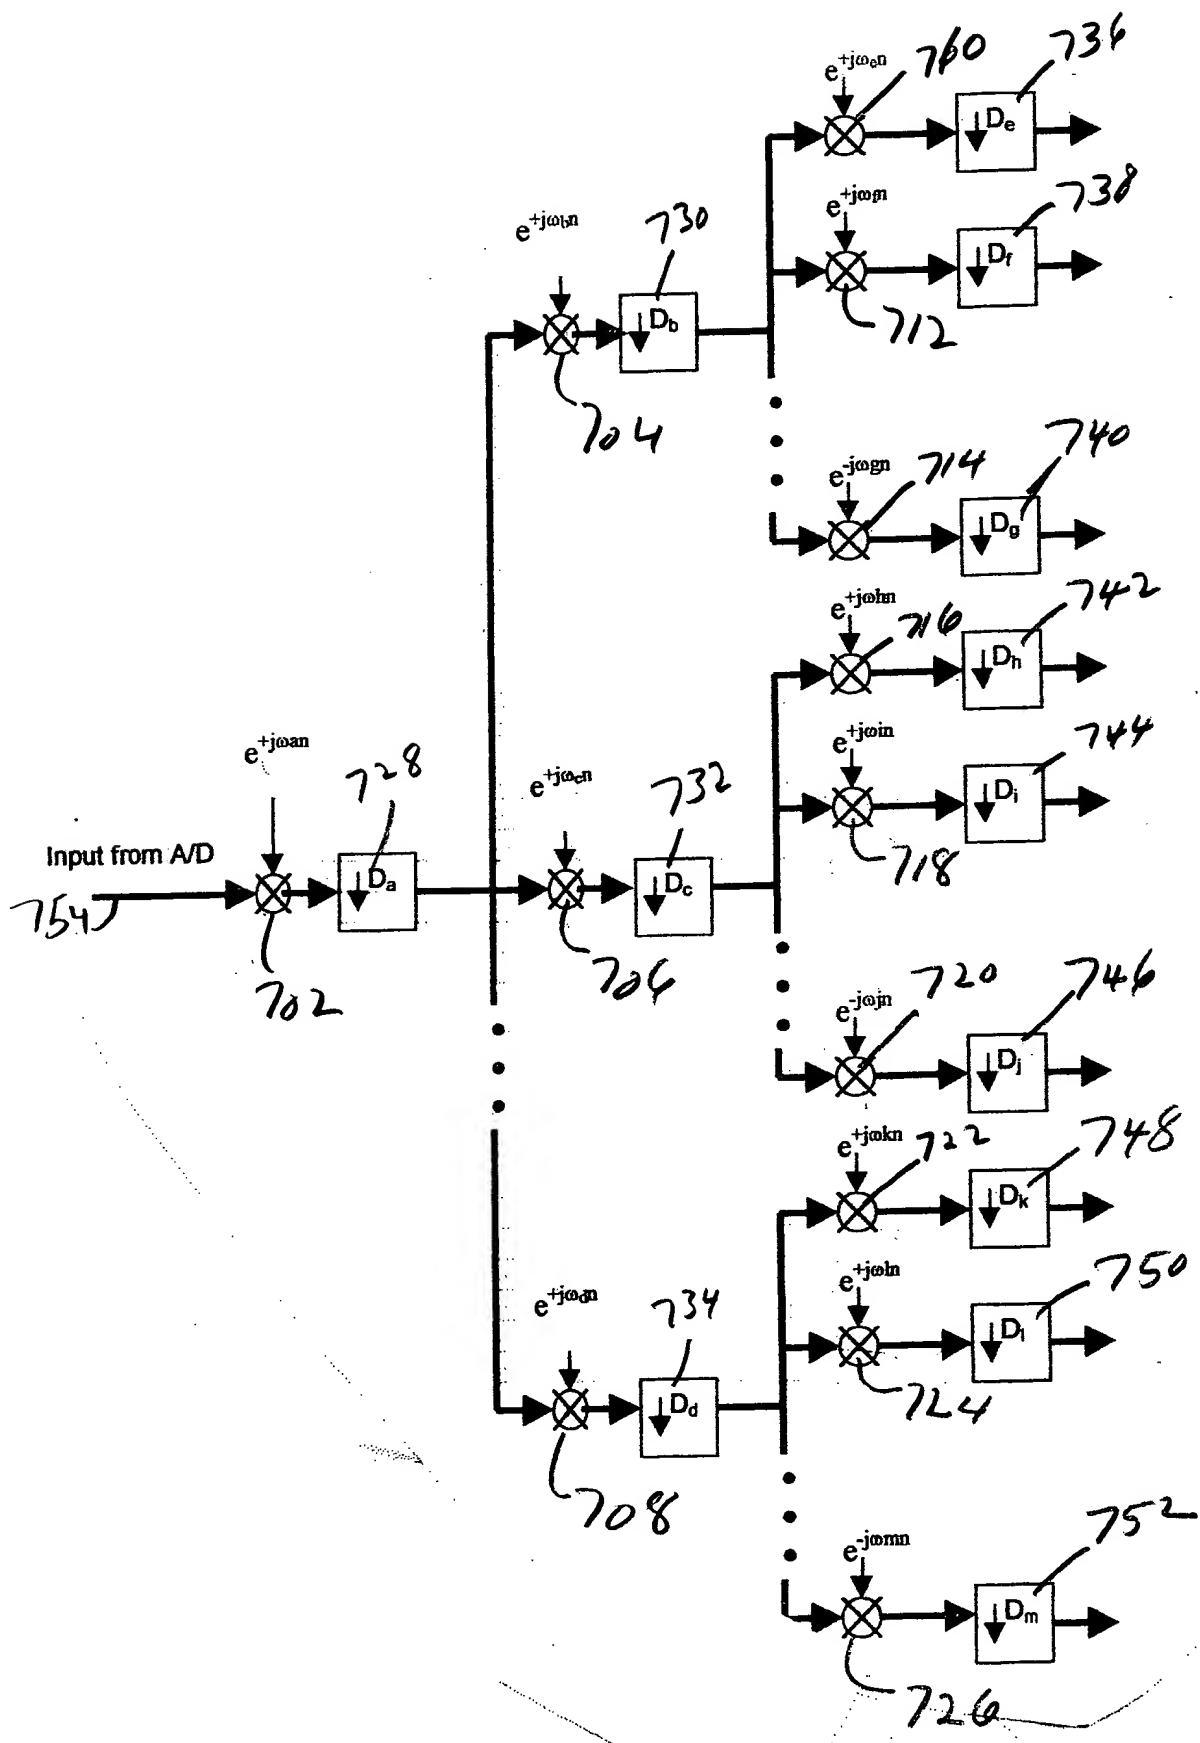 e+jωen 760 736
↓ De
e+jωfn 738
↓ Df
712
e+jωbn 730
↓ Db
704
e-jωgn 714 740
↓ Dg
e+jωhn 716 742
↓ Dh
e+jωin 744
↓ Di
718
e+jωan 728
Input from A/D
↓ Da
754
702
e+jωcn 732
↓ Dc
706
e-jωjn 720 746
↓ Dj
e+jωkn 722 748
↓ Dk
e+jωln 750
↓ Dl
724
e+jωdn 734
↓ Dd
708
e-jωmn 752
↓ Dm
726